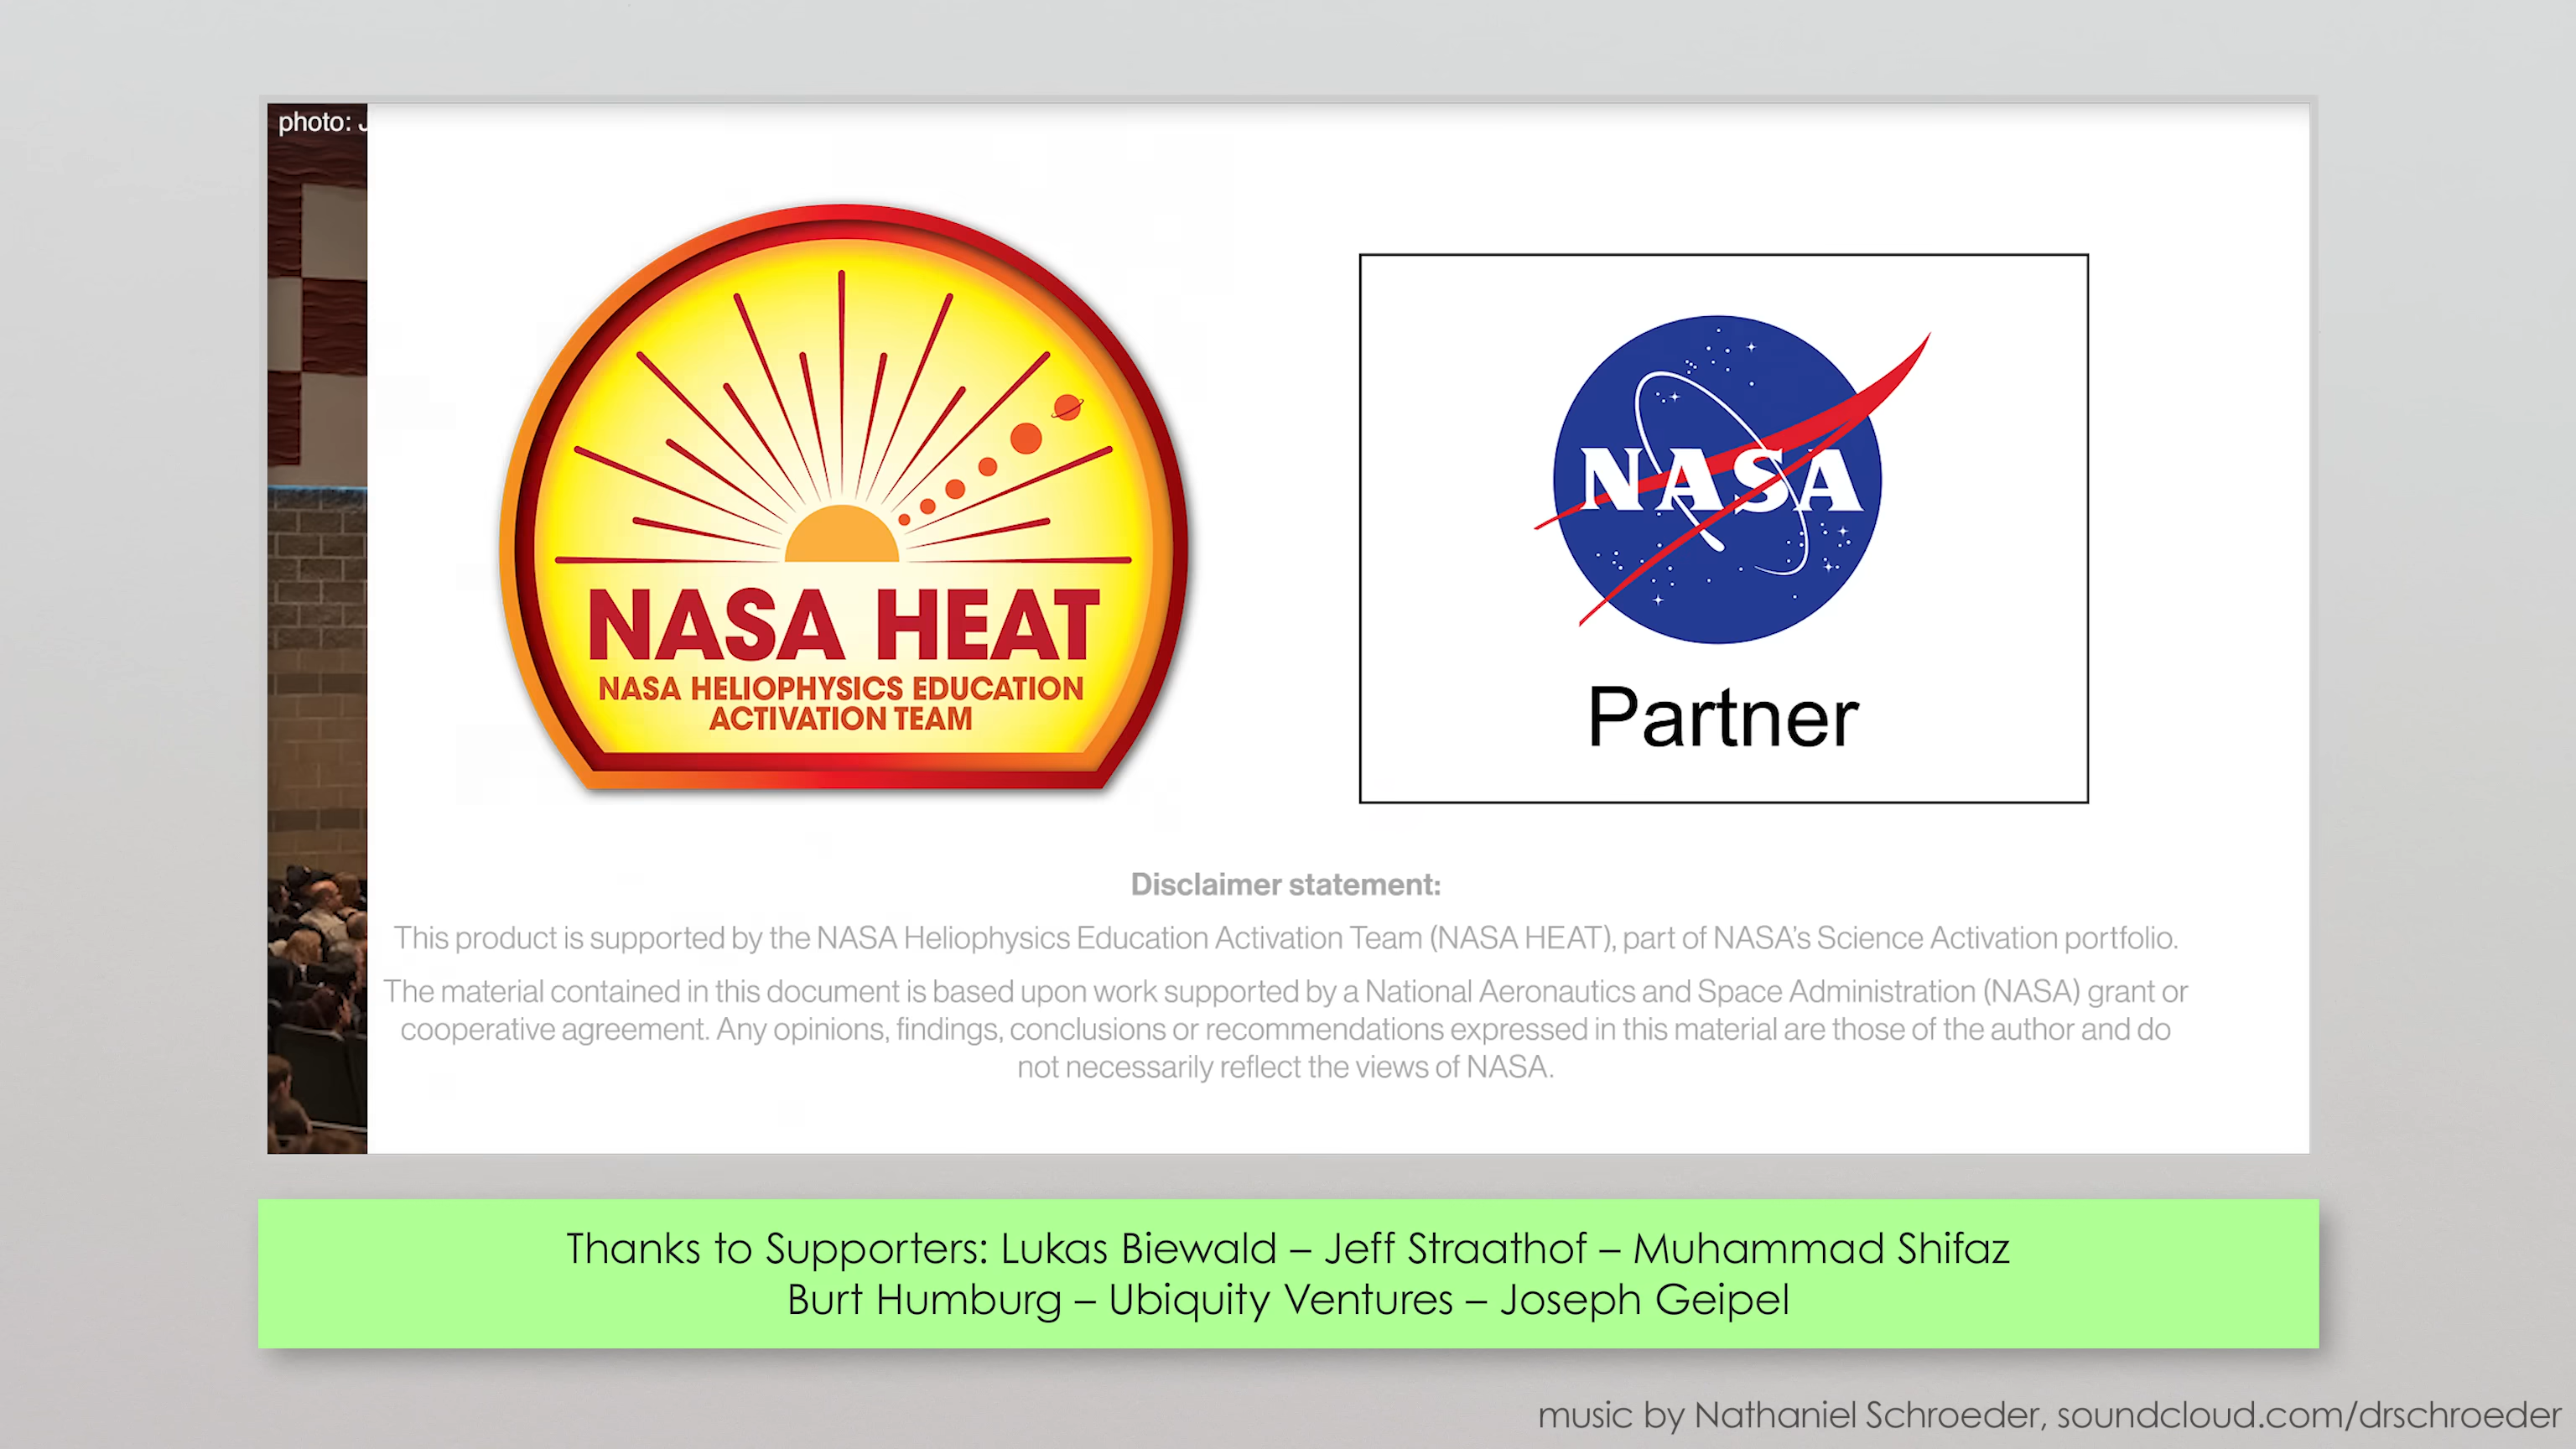 photo:
NASA HEAT
NASA HELIOPHYSICS EDUCATION
ACTIVATION TEAM
NASA
Partner
Disclaimer statement:
This product is supported by the NASA Heliophysics Education Activation Team (NASA HEAT), part of NASA's Science Activation portfolio.
The material contained in this document is based upon work supported by a National Aeronautics and Space Administration (NASA) grant or
cooperative agreement. Any opinions, findings, conclusions or recommendations expressed in this material are those of the author and do
not necessarily reflect the views of NASA.
Thanks to Supporters: Lukas Biewald – Jeff Straathof – Muhammad Shifaz
Burt Humburg – Ubiquity Ventures – Joseph Geipel
music by Nathaniel Schroeder, soundcloud.com/drschroeder